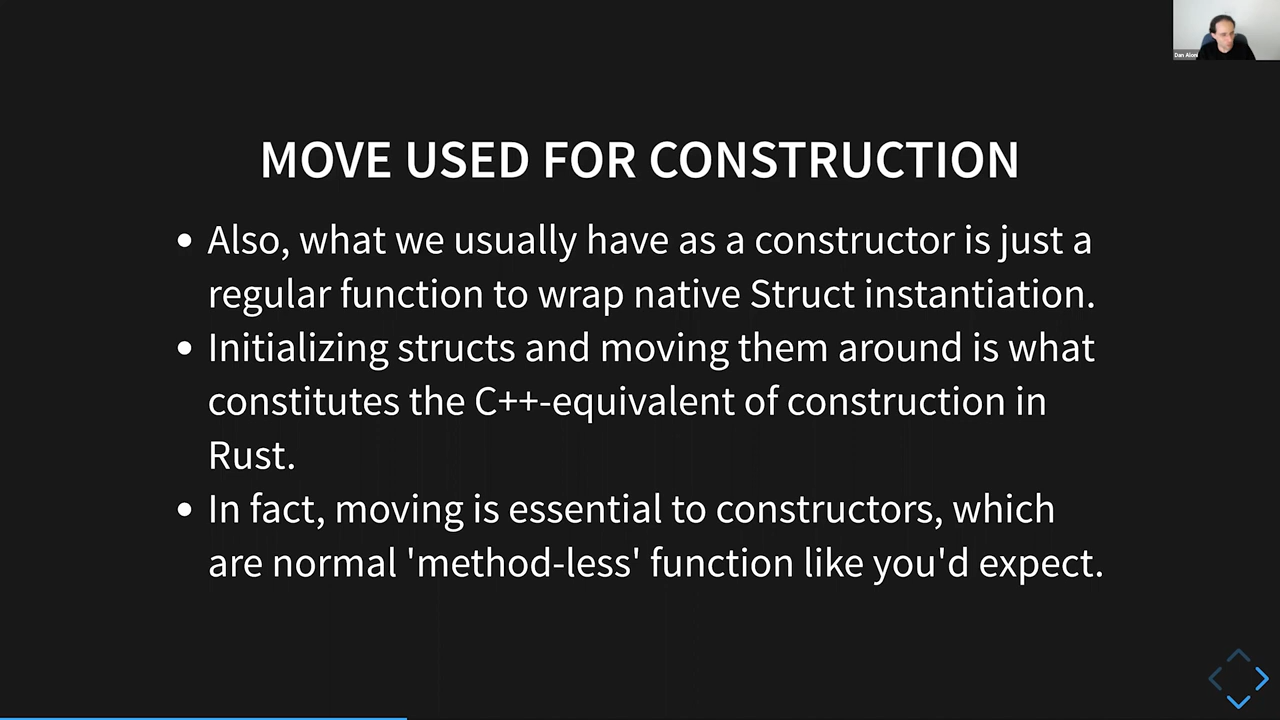 Dan Aloni
MOVE USED FOR CONSTRUCTION
• Also, what we usually have as a constructor is just a
regular function to wrap native Struct instantiation.
• Initializing structs and moving them around is what
constitutes the C++-equivalent of construction in
Rust.
• In fact, moving is essential to constructors, which
are normal 'method-less' function like you'd expect.